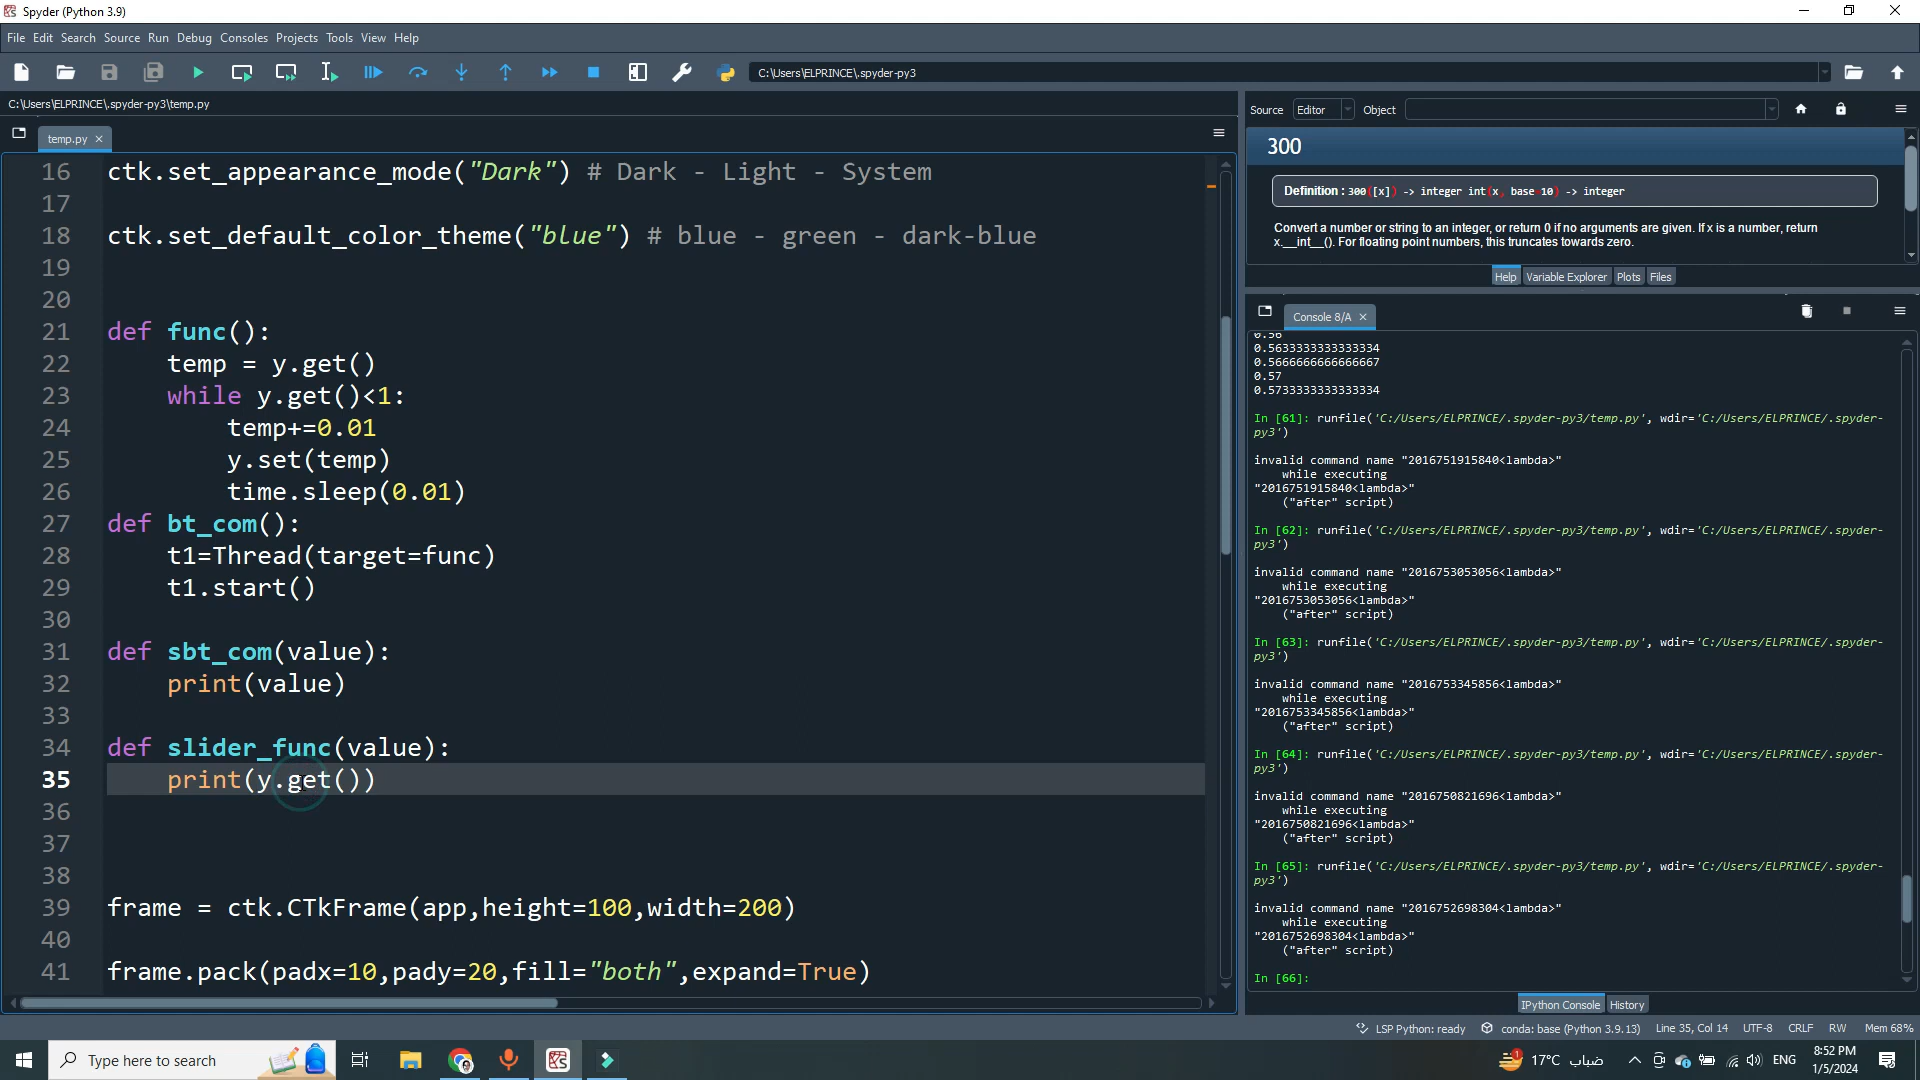 Spyder (Python 3.9)
File Edit Search Source Run Debug Consoles Projects Tools View Help
C:\Users\ELPRINCE\.spyder-py3
C:\Users\ELPRINCE\.spyder-py3\temp.py
temp.py
16 ctk.set_appearance_mode("Dark") # Dark - Light - System
17
18 ctk.set_default_color_theme("blue") # blue - green - dark-blue
19
20
21 def func():
22 temp = y.get()
23 while y.get()<1:
24 temp+=0.01
25 y.set(temp)
26 time.sleep(0.01)
27 def bt_com():
28 t1=Thread(target=func)
29 t1.start()
30
31 def sbt_com(value):
32 print(value)
33
34 def slider_func(value):
35 print(y.get())
36
37
38
39 frame = ctk.CTkFrame(app,height=100,width=200)
40
41 frame.pack(padx=10,pady=20,fill="both",expand=True)
Source Editor Object
300
Definition : 300([x]) -> integer int(x, base=10) -> integer
Convert a number or string to an integer, or return 0 if no arguments are given. If x is a number, return
x.__int__(). For floating point numbers, this truncates towards zero.
Help Variable Explorer Plots Files
Console 8/A
0.56
0.5633333333333334
0.5666666666666667
0.57
0.5733333333333334
In [61]: runfile('C:/Users/ELPRINCE/.spyder-py3/temp.py', wdir='C:/Users/ELPRINCE/.spyder-
py3')
invalid command name "2016751915840<lambda>"
while executing
"2016751915840<lambda>"
("after" script)
In [62]: runfile('C:/Users/ELPRINCE/.spyder-py3/temp.py', wdir='C:/Users/ELPRINCE/.spyder-
py3')
invalid command name "2016753053056<lambda>"
while executing
"2016753053056<lambda>"
("after" script)
In [63]: runfile('C:/Users/ELPRINCE/.spyder-py3/temp.py', wdir='C:/Users/ELPRINCE/.spyder-
py3')
invalid command name "2016753345856<lambda>"
while executing
"2016753345856<lambda>"
("after" script)
In [64]: runfile('C:/Users/ELPRINCE/.spyder-py3/temp.py', wdir='C:/Users/ELPRINCE/.spyder-
py3')
invalid command name "2016750821696<lambda>"
while executing
"2016750821696<lambda>"
("after" script)
In [65]: runfile('C:/Users/ELPRINCE/.spyder-py3/temp.py', wdir='C:/Users/ELPRINCE/.spyder-
py3')
invalid command name "2016752698304<lambda>"
while executing
"2016752698304<lambda>"
("after" script)
In [66]:
IPython Console History
LSP Python: ready conda: base (Python 3.9.13) Line 35, Col 14 UTF-8 CRLF RW Mem 68%
Type here to search
1 17°C ضباب ENG 8:52 PM
1/5/2024